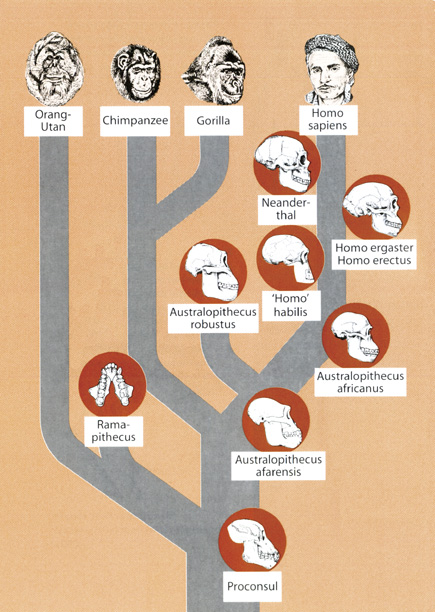 Orang-
Utan
Chimpanzee
Gorilla
Homo
sapiens
Neander-
thal
Homo ergaster
Homo erectus
Australopithecus
robustus
'Homo'
habilis
Australopithecus
africanus
Rama-
pithecus
Australopithecus
afarensis
Proconsul